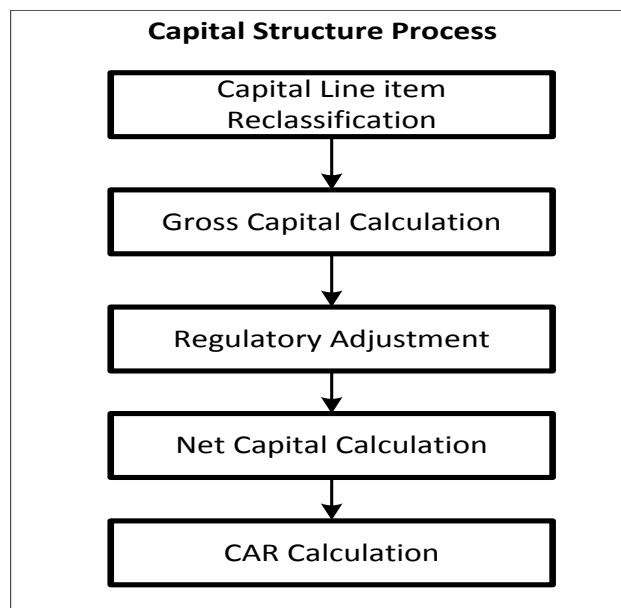 Capital Structure Process
Capital Line item
Reclassification
Gross Capital Calculation
Regulatory Adjustment
Net Capital Calculation
CAR Calculation